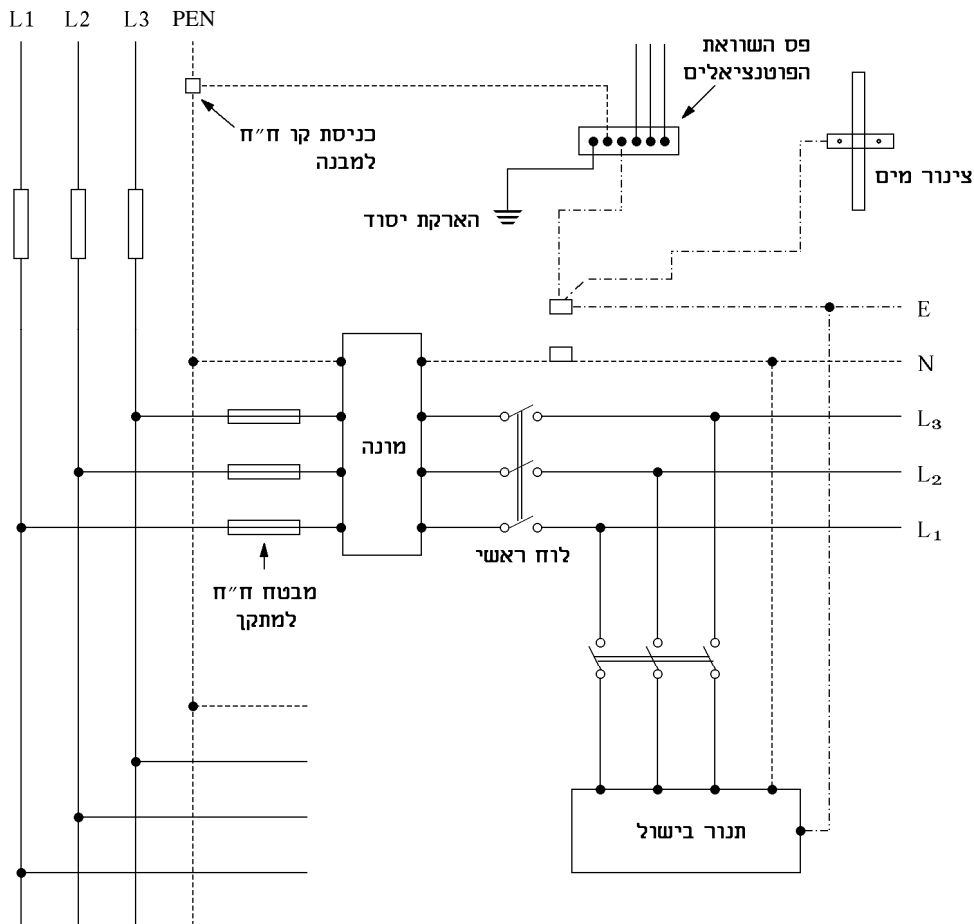 L1 L2 L3 PEN
פס השוואת
הפוטנציאלים
כניסת קו ח״ח
למבנה
צינור מים
הארקת יסוד
E
N
L₃
מונה
L₂
L₁
לוח ראשי
מבטח ח״ח
למתקן
תנור בישול